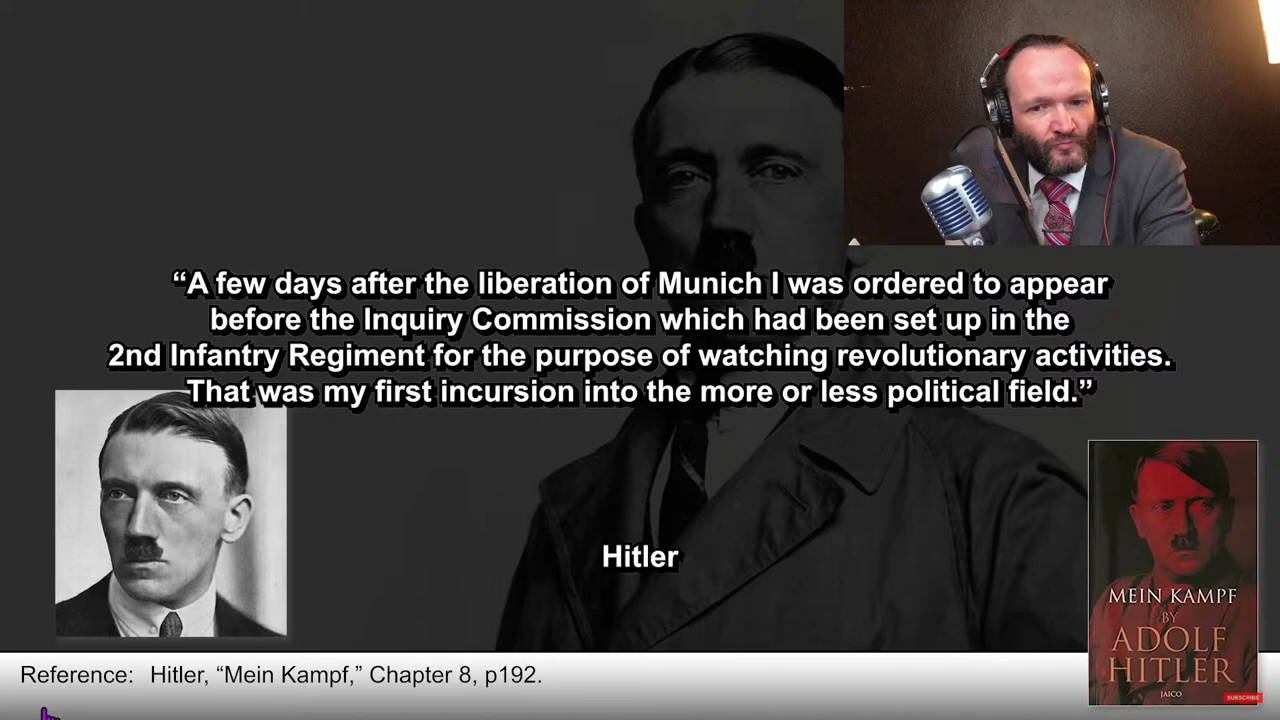 “A few days after the liberation of Munich I was ordered to appear
before the Inquiry Commission which had been set up in the
2nd Infantry Regiment for the purpose of watching revolutionary activities.
That was my first incursion into the more or less political field.”
Hitler
MEIN KAMPF
BY
ADOLF
HITLER
JAICO
SUBSCRIBE
Reference: Hitler, “Mein Kampf,” Chapter 8, p192.